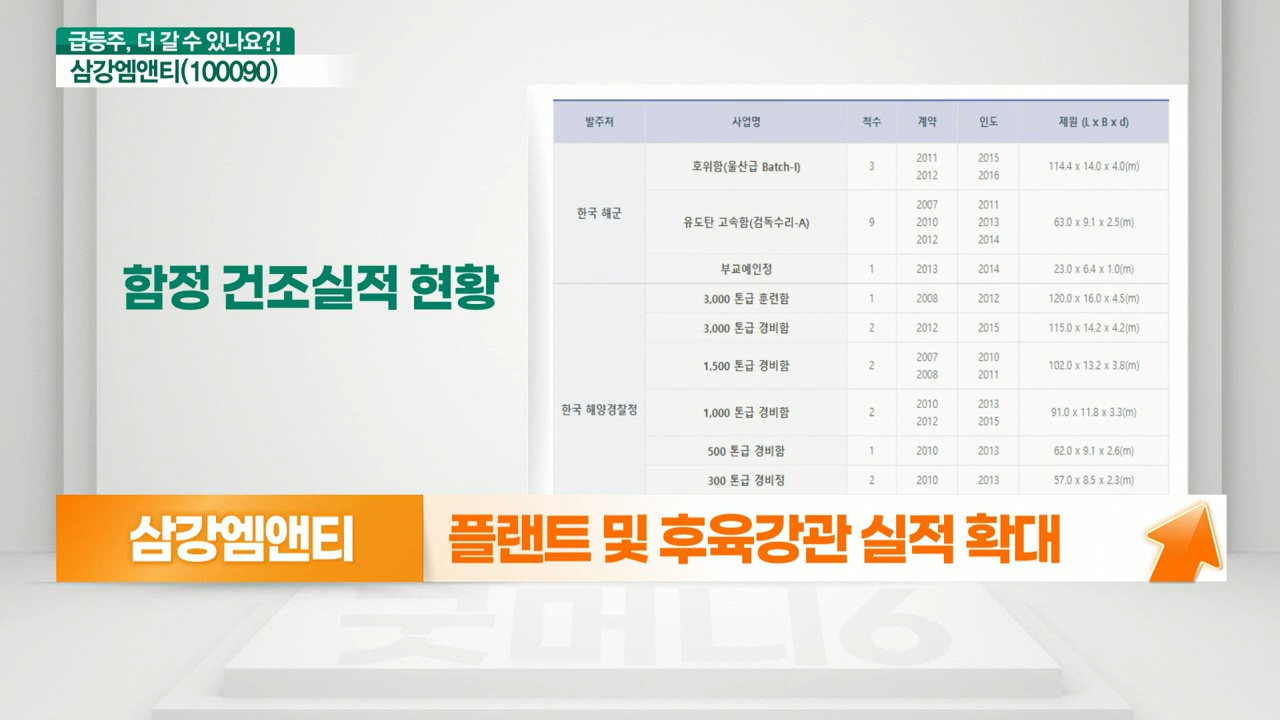 급등주, 더 갈 수 있나요?!
삼강엠앤티(100090)
함정 건조실적 현황
발주처 사업명 척수 계약 인도 제원 (L x B x d)
한국 해군
호위함(울산급 Batch-I) 3 2011 2012 2015 2016 114.4 x 14.0 x 4.0(m)
유도탄 고속함(검독수리-A) 9 2007 2010 2012 2011 2013 2014 63.0 x 9.1 x 2.5(m)
부교예인정 1 2013 2014 23.0 x 6.4 x 1.0(m)
한국 해양경찰청
3,000 톤급 훈련함 1 2008 2012 120.0 x 16.0 x 4.5(m)
3,000 톤급 경비함 2 2012 2015 115.0 x 14.2 x 4.2(m)
1,500 톤급 경비함 2 2007 2008 2010 2011 102.0 x 13.2 x 3.8(m)
1,000 톤급 경비함 2 2010 2012 2013 2015 91.0 x 11.8 x 3.3(m)
500 톤급 경비함 1 2010 2013 62.0 x 9.1 x 2.6(m)
300 톤급 경비정 2 2010 2013 57.0 x 8.5 x 2.3(m)
삼강엠앤티
플랜트 및 후육강관 실적 확대
굿머니6